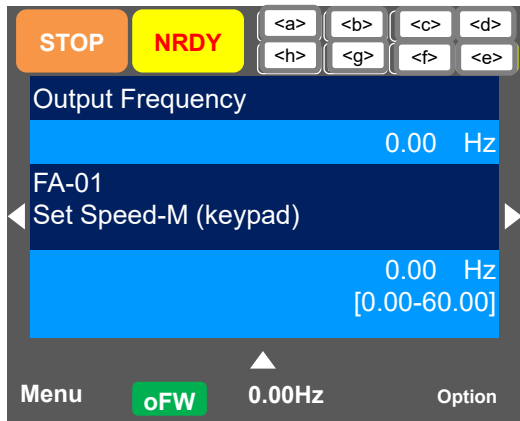 STOP NRDY <a> <b> <c> <d>
<h> <g> <f> <e>
Output Frequency
0.00 Hz
FA-01
Set Speed-M (keypad)
0.00 Hz
[0.00-60.00]
Menu oFW 0.00Hz Option